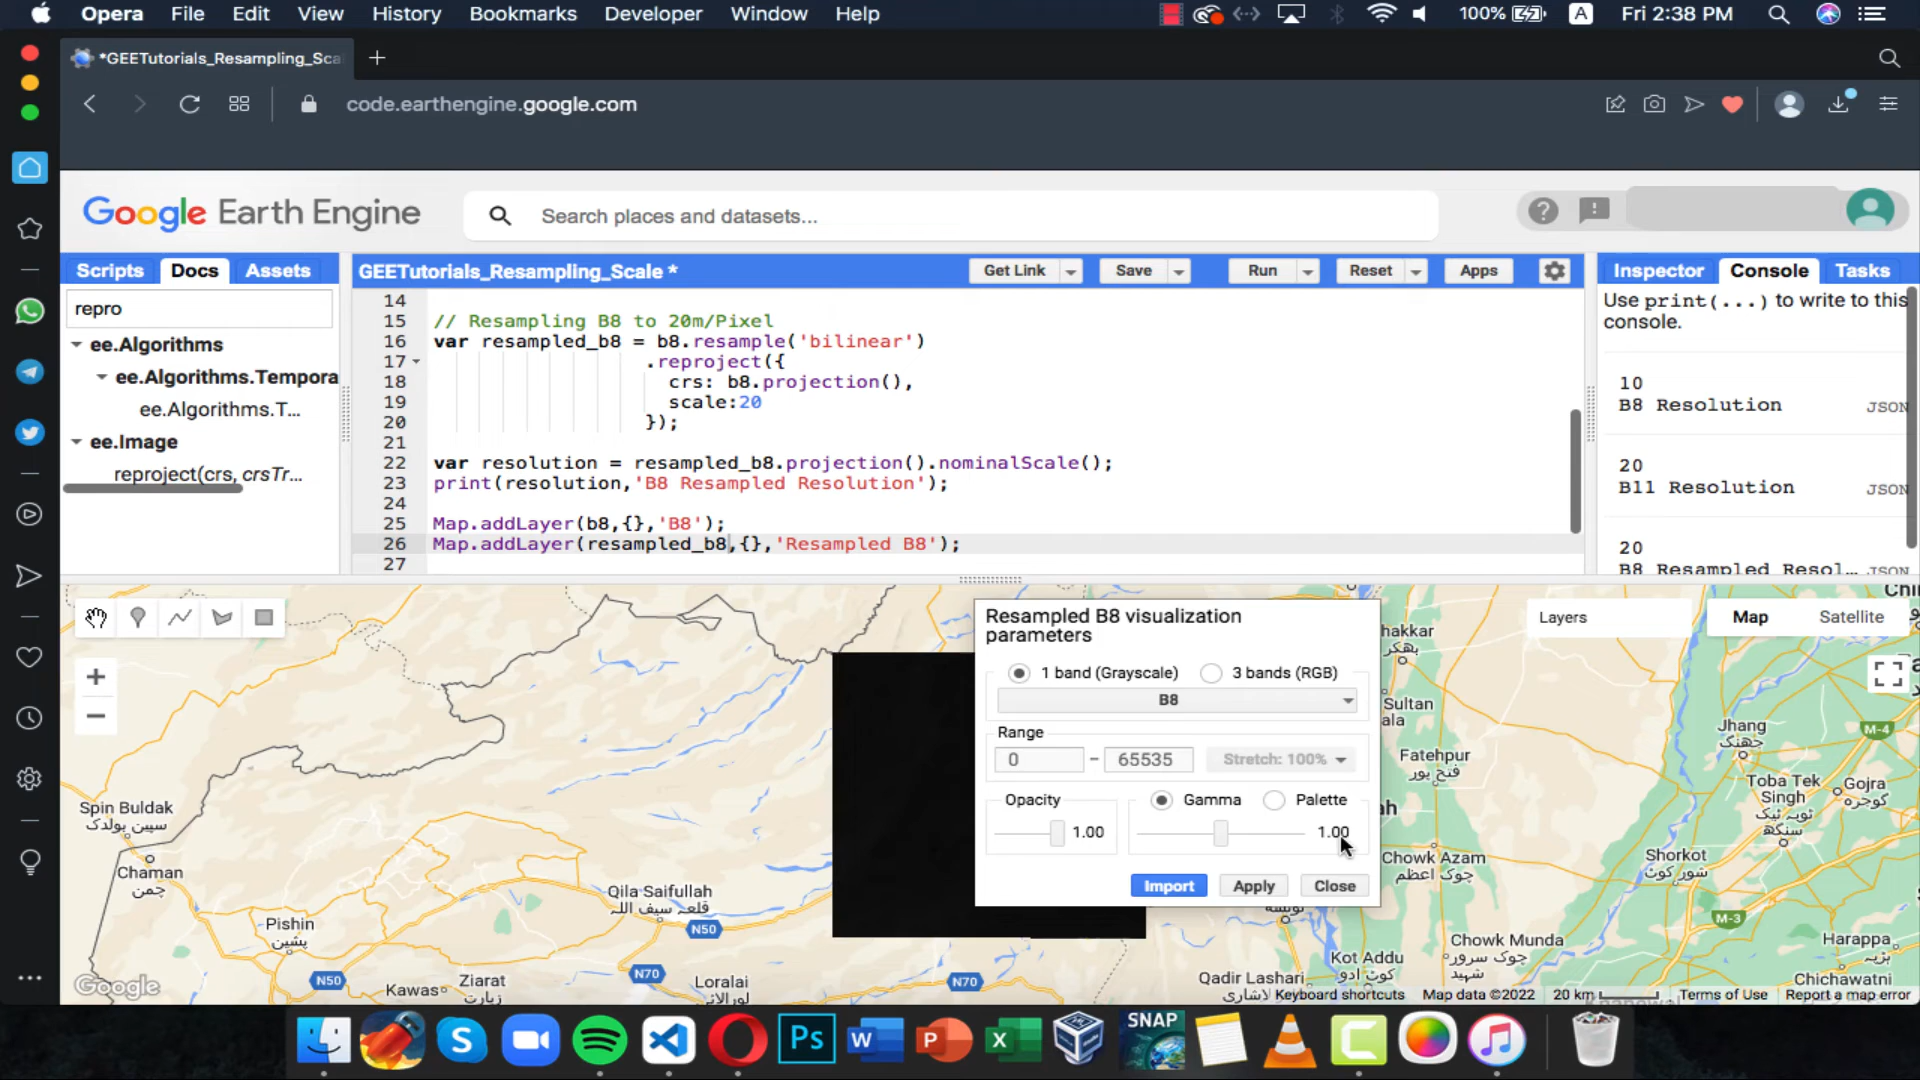 Opera File Edit View History Bookmarks Developer Window Help
100% A Fri 2:38 PM
*GEETutorials_Resampling_Sca
code.earthengine.google.com
Google Earth Engine
Search places and datasets...
Scripts Docs Assets
repro
ee.Algorithms
ee.Algorithms.Tempora
ee.Algorithms.T...
ee.Image
reproject(crs, crsTr...
GEETutorials_Resampling_Scale *
Get Link Save Run Reset Apps
14
15 // Resampling B8 to 20m/Pixel
16 var resampled_b8 = b8.resample('bilinear')
17 .reproject({
18 crs: b8.projection(),
19 scale:20
20 });
21
22 var resolution = resampled_b8.projection().nominalScale();
23 print(resolution,'B8 Resampled Resolution');
24
25 Map.addLayer(b8,{},'B8');
26 Map.addLayer(resampled_b8,{},'Resampled B8');
27
Inspector Console Tasks
Use print(...) to write to this
console.
10
B8 Resolution JSON
20
B11 Resolution JSON
20
B8 Resampled Resol... JSON
Layers
Map Satellite
Resampled B8 visualization
parameters
1 band (Grayscale) 3 bands (RGB)
B8
Range
0 – 65535 Stretch: 100%
Opacity
1.00
Gamma Palette
1.00
Import Apply Close
Spin Buldak
سپین بولدک
Chaman
چمن
Pishin
پشین
Qila Saifullah
قلعہ سیف اللہ
N50
N50
N70
N70
Kawas
Ziarat
زیارت
Loralai
لورالائی
Fatehpur
فتح پور
Jhang
جھنگ
M-4
Toba Tek
Singh
ٹوبہ ٹیک
سنگھ
Gojra
گوجرہ
Shorkot
شور کوٹ
Chowk Azam
چوک اعظم
M-3
Chowk Munda
چوک
Harappa
Kot Addu
کوٹ ادو
Qadir Lashari
Chichawatni
Google
Keyboard shortcuts Map data ©2022 20 km Terms of Use Report a map error
Ps
W
P
X
SNAP